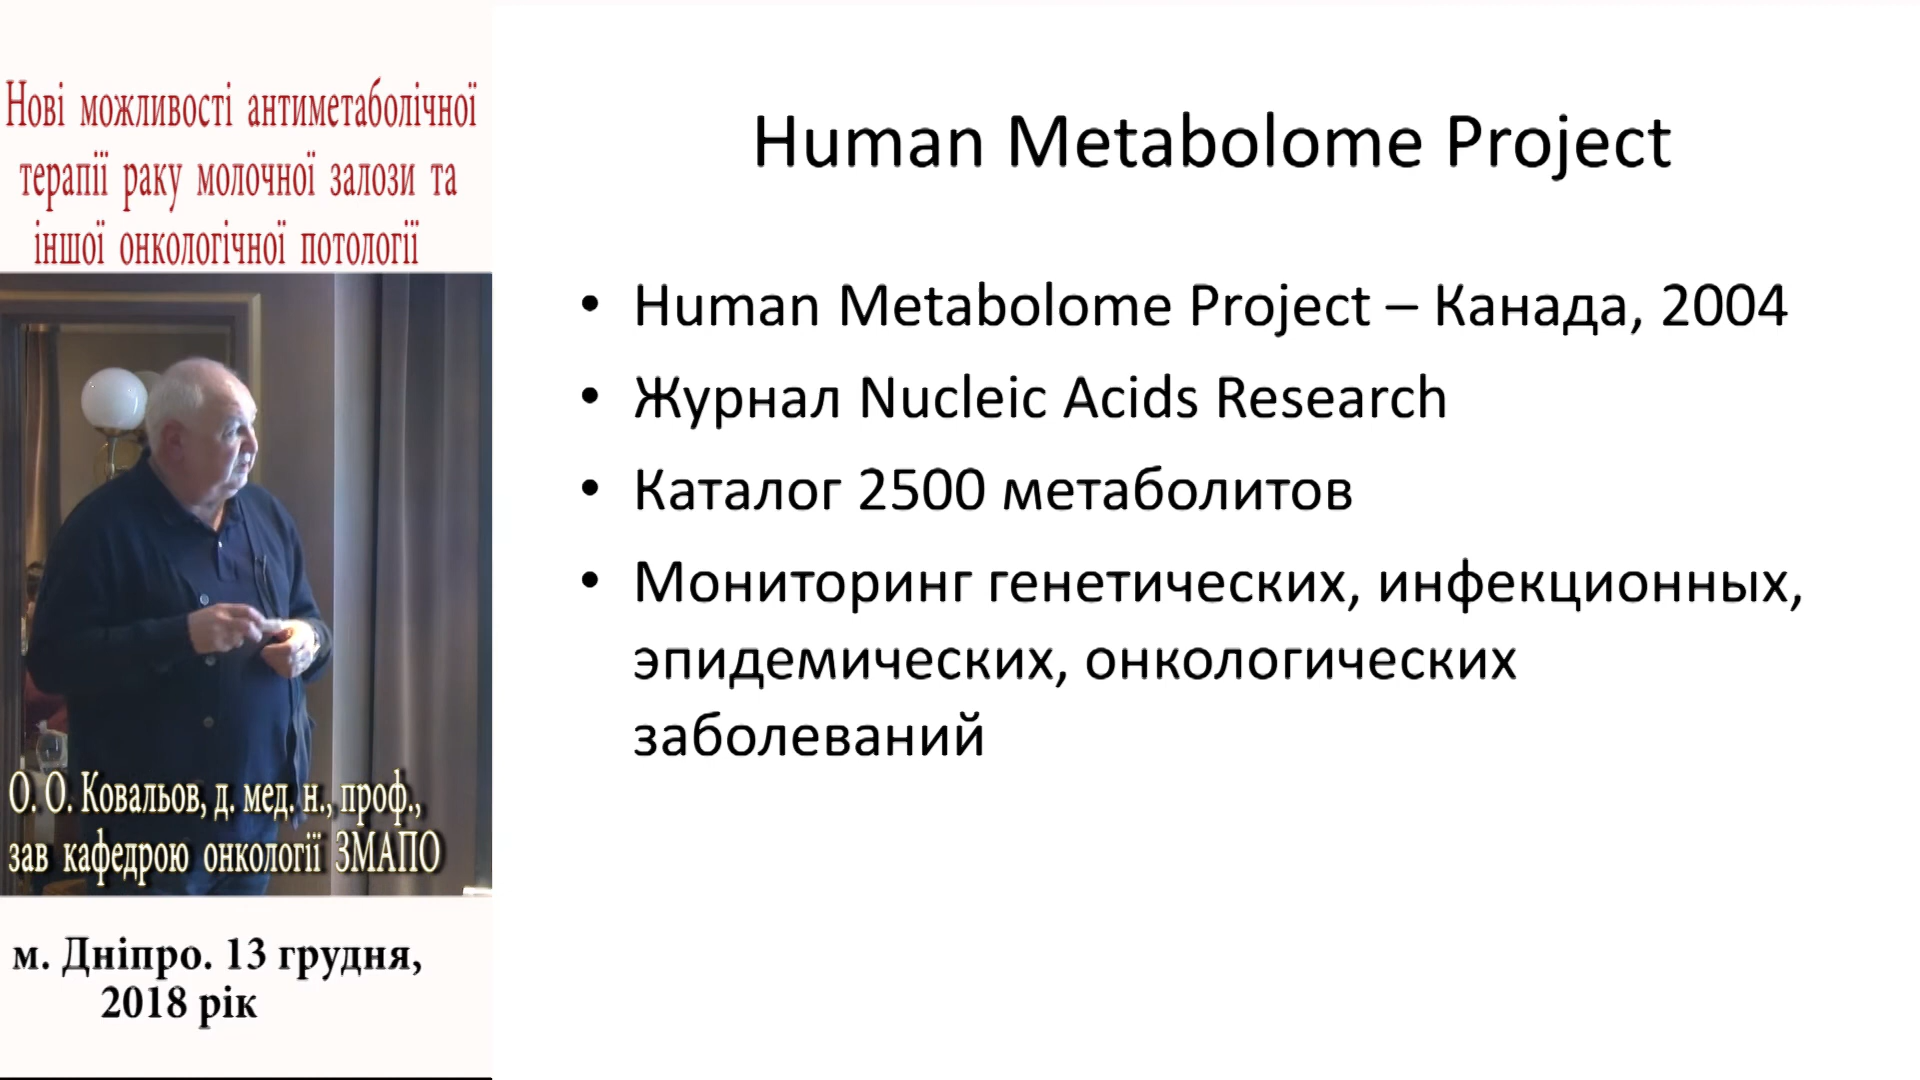 Нові можливості антиметаболічної
терапії раку молочної залози та
іншої онкологічної потології
О. О. Ковальов, д. мед. н., проф.,
зав кафедрою онкології ЗМАПО
м. Дніпро. 13 грудня,
2018 рік
Human Metabolome Project
• Human Metabolome Project – Канада, 2004
• Журнал Nucleic Acids Research
• Каталог 2500 метаболитов
• Мониторинг генетических, инфекционных,
эпидемических, онкологических
заболеваний